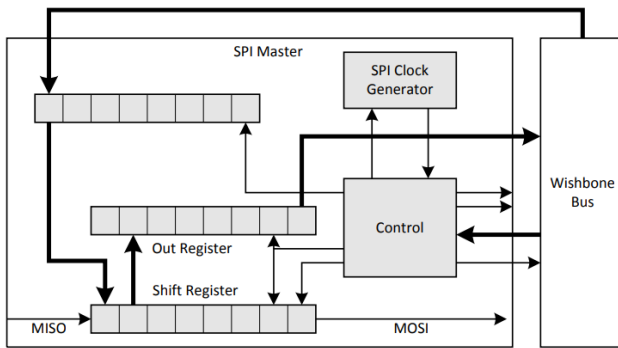 SPI Master
SPI Clock
Generator
Wishbone
Bus
Control
Out Register
Shift Register
MISO
MOSI